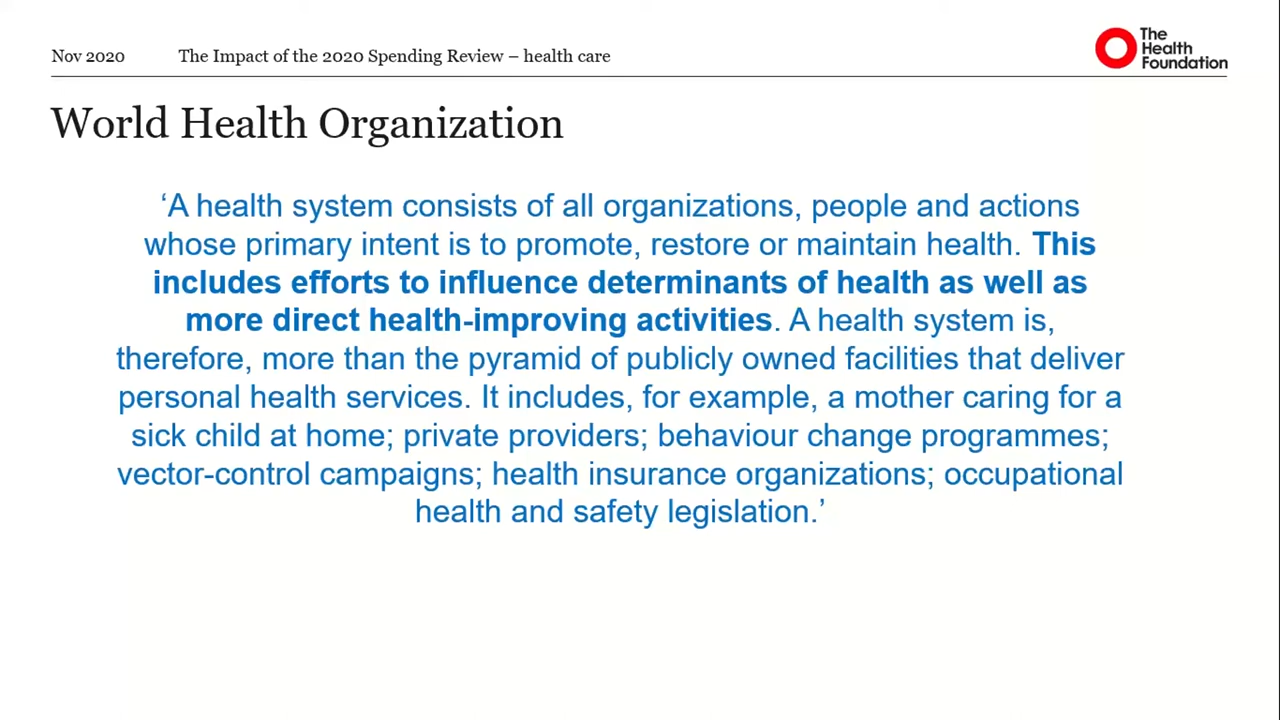 Nov 2020 The Impact of the 2020 Spending Review – health care
The
Health
Foundation
World Health Organization
‘A health system consists of all organizations, people and actions
whose primary intent is to promote, restore or maintain health. This
includes efforts to influence determinants of health as well as
more direct health-improving activities. A health system is,
therefore, more than the pyramid of publicly owned facilities that deliver
personal health services. It includes, for example, a mother caring for a
sick child at home; private providers; behaviour change programmes;
vector-control campaigns; health insurance organizations; occupational
health and safety legislation.’